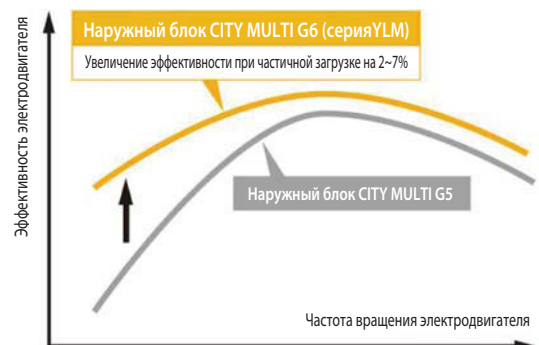 Эффективность электродвигателя
Наружный блок CITY MULTI G6 (серияYLM)
Увеличение эффективности при частичной загрузке на 2~7%
Наружный блок CITY MULTI G5
Частота вращения электродвигателя